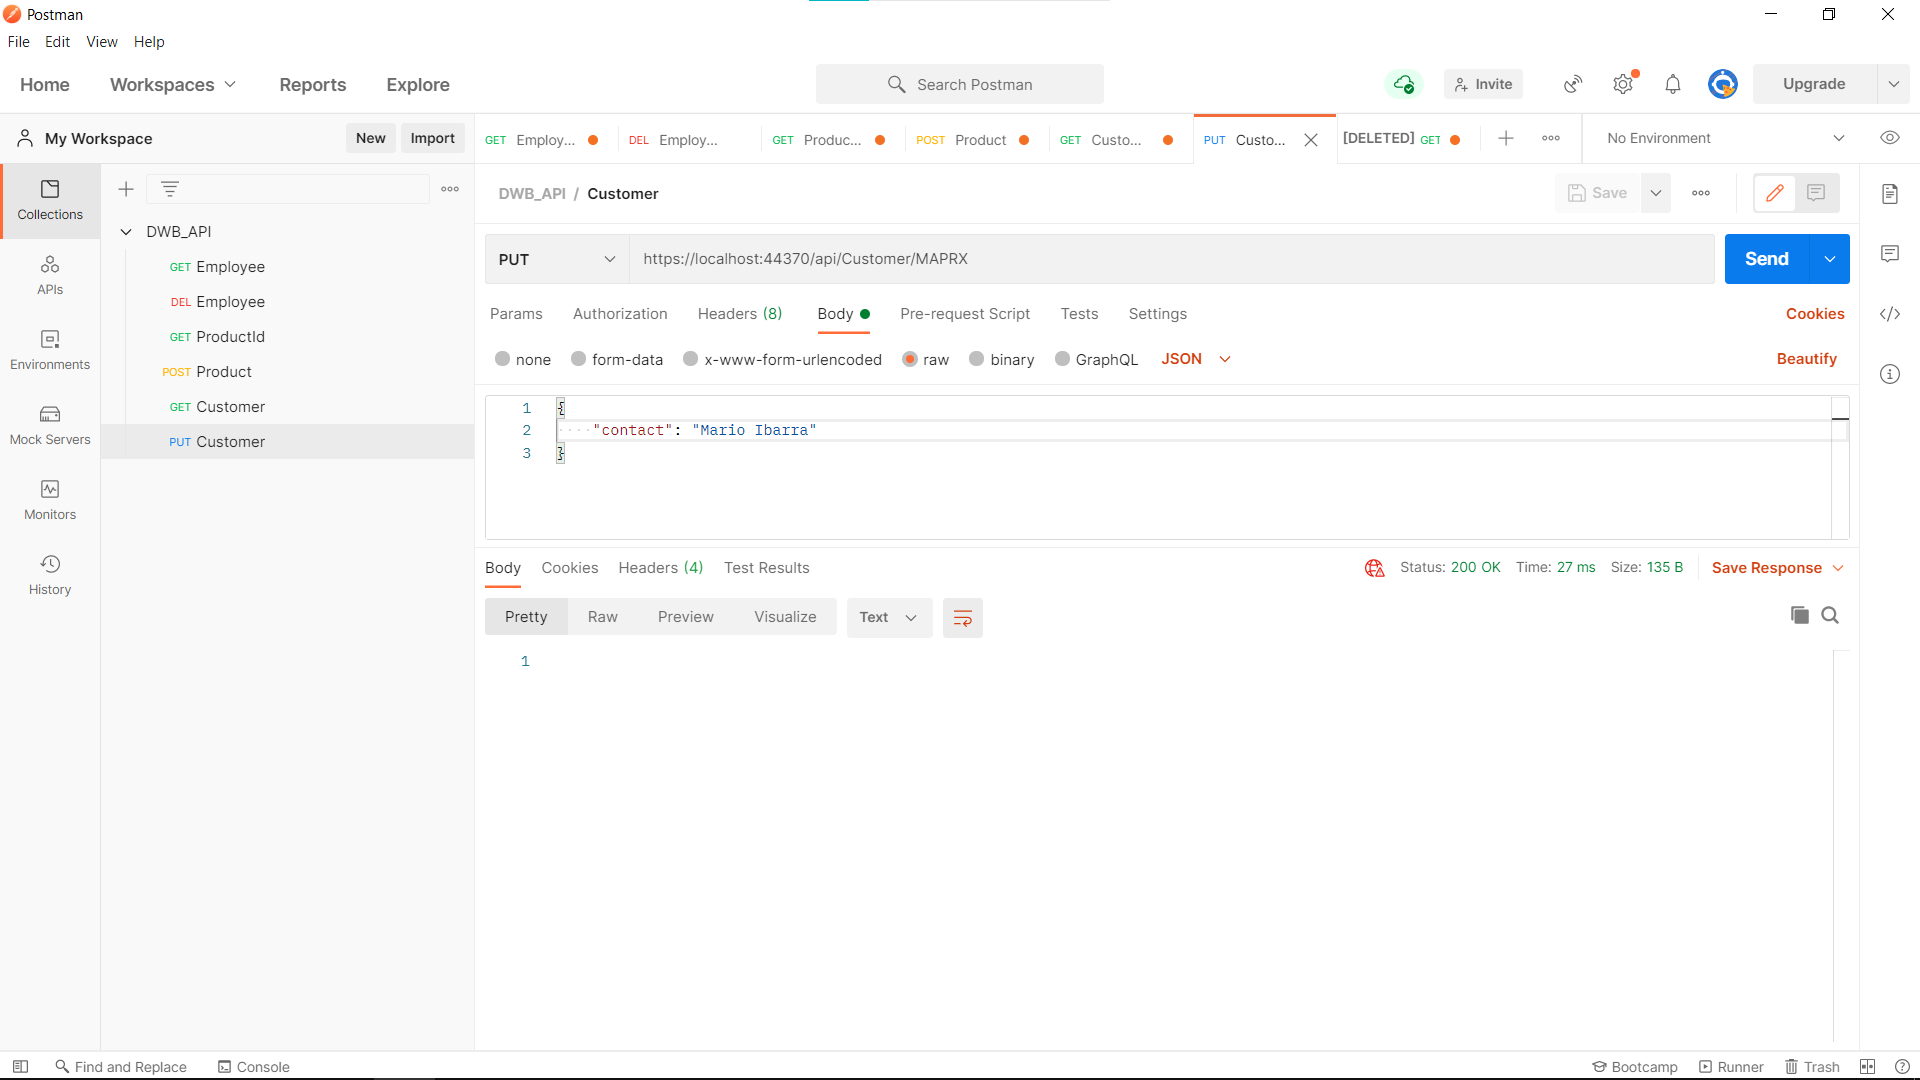 Postman
File Edit View Help
Home Workspaces Reports Explore Search Postman Invite Upgrade
My Workspace New Import GET Employ... DEL Employ... GET Produc... POST Product GET Custo... PUT Custo... [DELETED] GET No Environment
Collections
APIs
Environments
Mock Servers
Monitors
History
DWB_API
GET Employee
DEL Employee
GET ProductId
POST Product
GET Customer
PUT Customer
DWB_API / Customer Save
PUT https://localhost:44370/api/Customer/MAPRX Send
Params Authorization Headers (8) Body Pre-request Script Tests Settings Cookies
none form-data x-www-form-urlencoded raw binary GraphQL JSON Beautify
1 {
2 "contact": "Mario Ibarra"
3 }
Body Cookies Headers (4) Test Results Status: 200 OK Time: 27 ms Size: 135 B Save Response
Pretty Raw Preview Visualize Text
1
Find and Replace Console Bootcamp Runner Trash